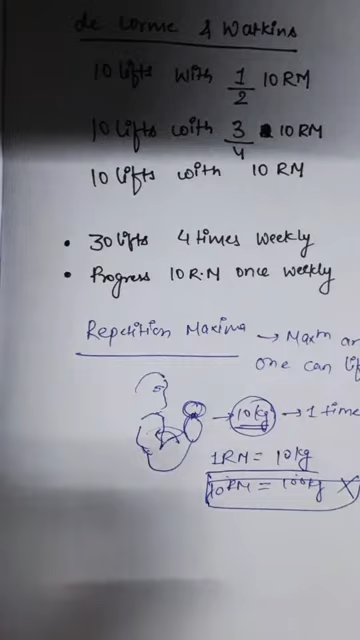 de Lorme & Watkins
10 lifts with 1/2 10 RM
10 lifts with 3/4 10 RM
10 lifts with 10 RM
• 30 lifts 4 times weekly
• Progress 10 R.M once weekly
Repetition Maxima → Maxm
one can
10kg → 1 time
1RM = 10kg
10RM = 100kg X